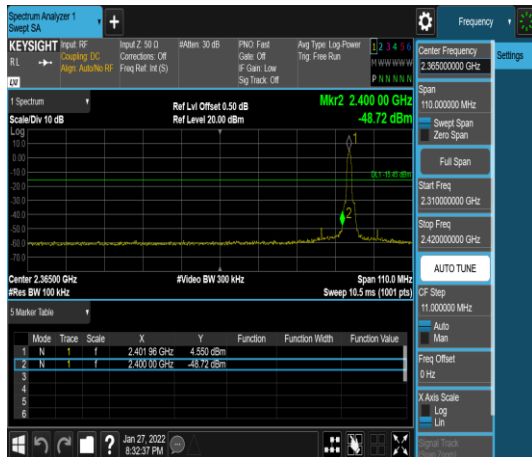 Spectrum Analyzer 1
Swept SA
Frequency
KEYSIGHT
Input: RF
Input Z: 50 Ω
#Atten: 30 dB
PNO: Fast
Avg Type: Log-Power
1 2 3 4 5 6
RL
Coupling: DC
Corrections: Off
Gate: Off
Trig: Free Run
M W W W W W
Align: Auto/No RF
Freq Ref: Int (S)
IF Gain: Low
Sig Track: Off
P N N N N N
LXI
1 Spectrum
Ref Lvl Offset 0.50 dB
Mkr2 2.400 00 GHz
Scale/Div 10 dB
Ref Level 20.00 dBm
-48.72 dBm
Log
1
10.0
0.00
-10.0
DL1 -15.45 dBm
-20.0
-30.0
-40.0
2
-50.0
-60.0
-70.0
Center 2.36500 GHz
#Video BW 300 kHz
Span 110.0 MHz
#Res BW 100 kHz
Sweep 10.5 ms (1001 pts)
5 Marker Table
Mode Trace Scale X Y Function Function Width Function Value
1 N 1 f 2.401 96 GHz 4.550 dBm
2 N 1 f 2.400 00 GHz -48.72 dBm
3
4
5
6
Jan 27, 2022
8:32:37 PM
Center Frequency
2.365000000 GHz
Settings
Span
110.000000 MHz
Swept Span
Zero Span
Full Span
Start Freq
2.310000000 GHz
Stop Freq
2.420000000 GHz
AUTO TUNE
CF Step
11.000000 MHz
Auto
Man
Freq Offset
0 Hz
X Axis Scale
Log
Lin
Signal Track
(Span Zoom)